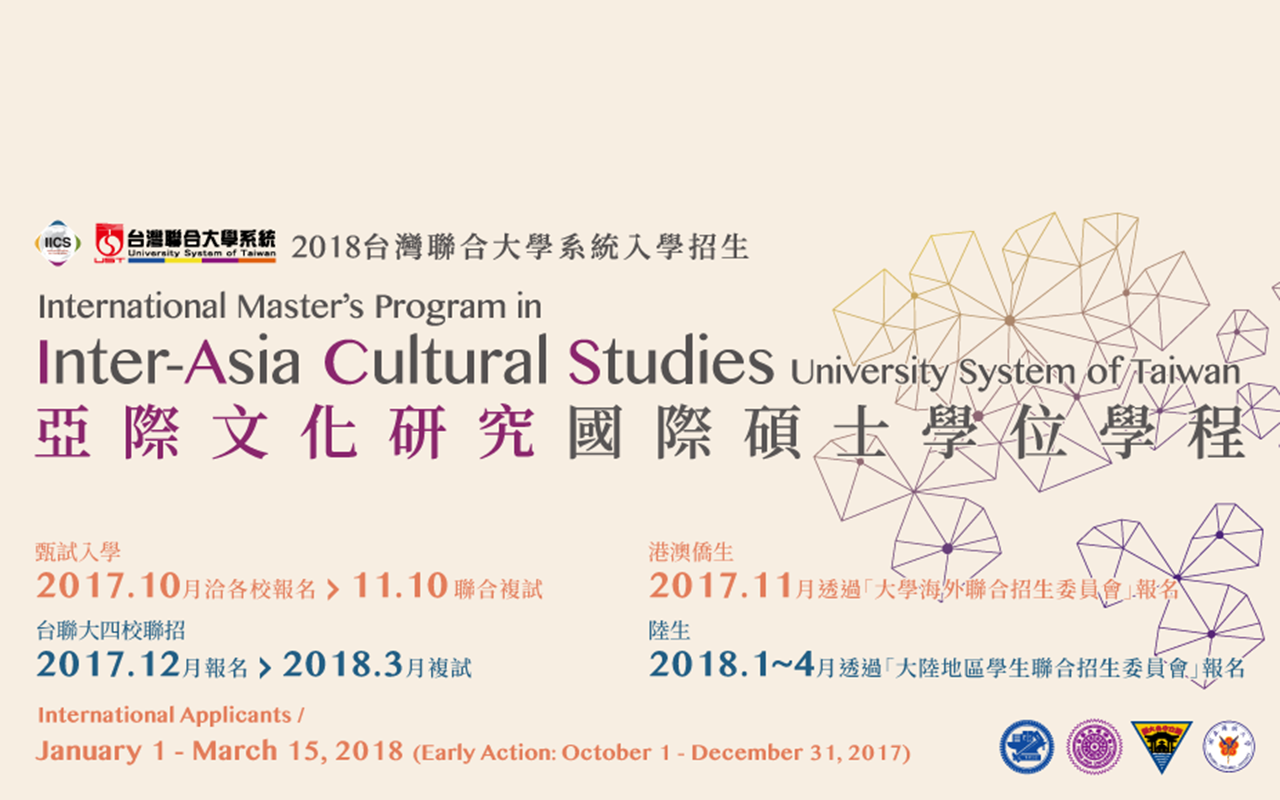 IICS
UST 台灣聯合大學系統
University System of Taiwan
2018台灣聯合大學系統入學招生
International Master's Program in
Inter-Asia Cultural Studies University System of Taiwan
亞際文化研究國際碩士學位學程
甄試入學
2017.10月洽各校報名 > 11.10 聯合複試
港澳僑生
2017.11月透過「大學海外聯合招生委員會」報名
台聯大四校聯招
2017.12月報名 > 2018.3月複試
陸生
2018.1~4月透過「大陸地區學生聯合招生委員會」報名
International Applicants /
January 1 - March 15, 2018 (Early Action: October 1 - December 31, 2017)